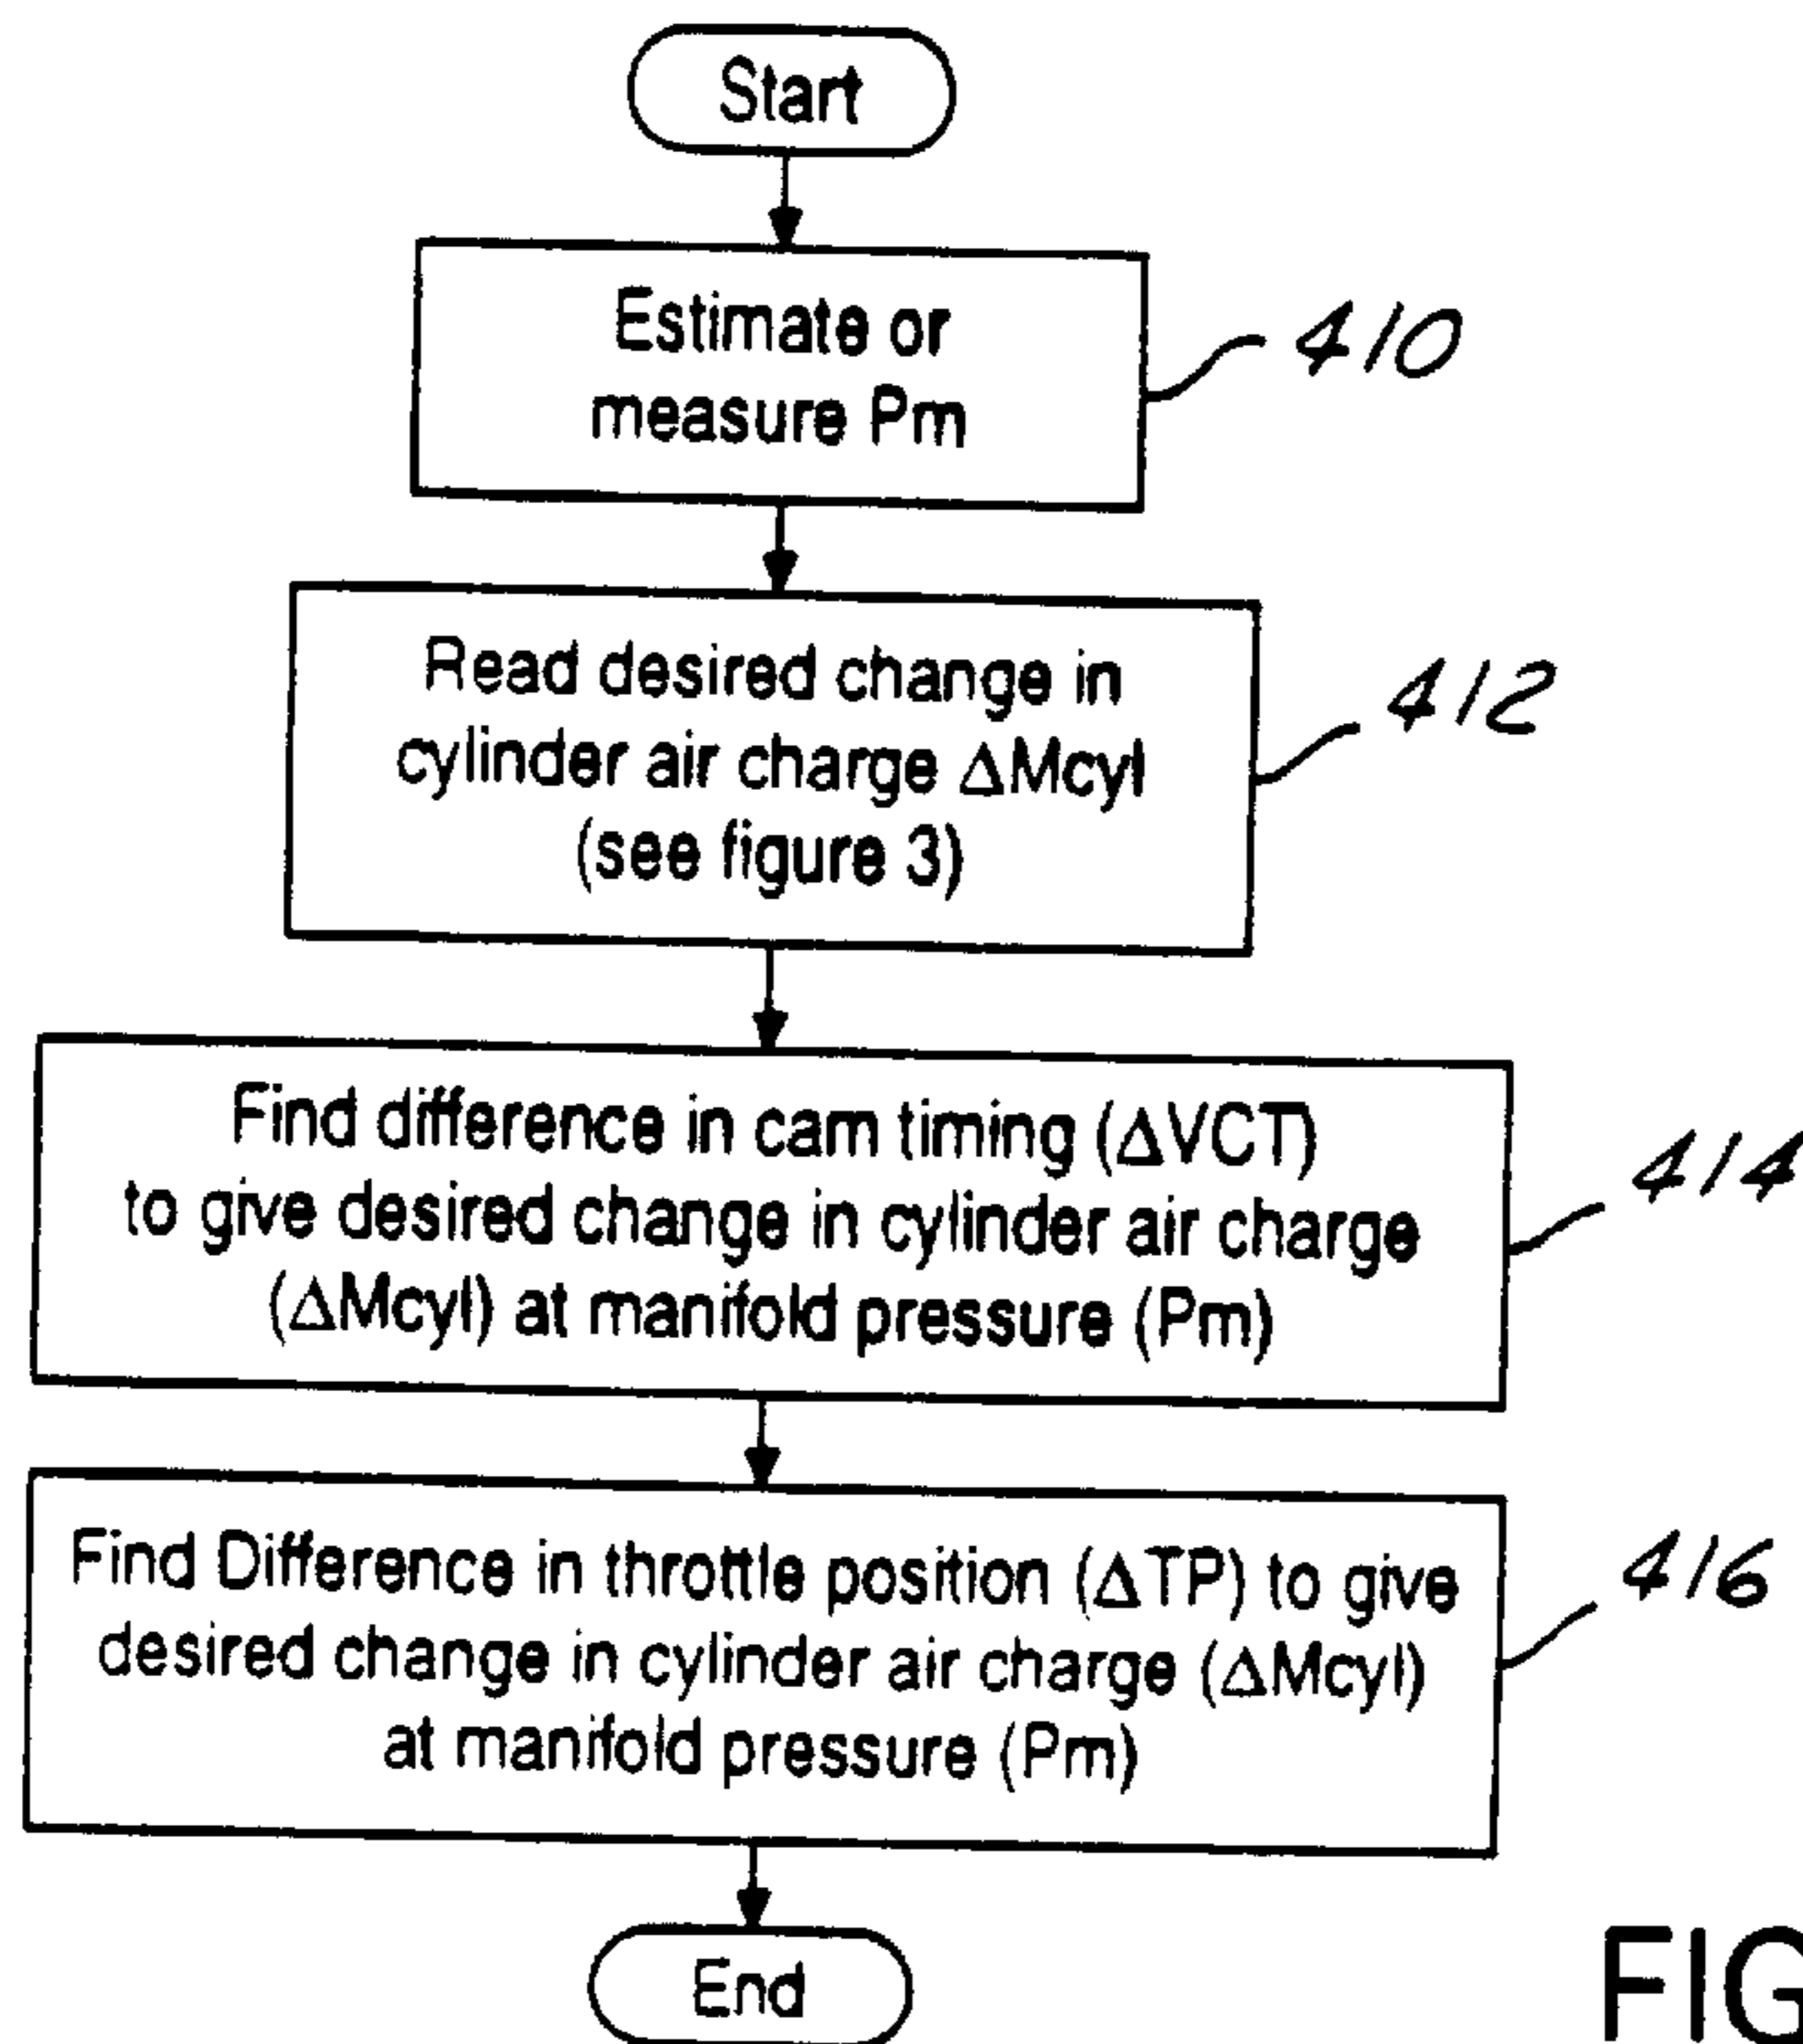 Start
Estimate or
measure Pm
410
Read desired change in
cylinder air charge ΔMcyl
(see figure 3)
412
Find difference in cam timing (ΔVCT)
to give desired change in cylinder air charge
(ΔMcyl) at manifold pressure (Pm)
414
Find Difference in throttle position (ΔTP) to give
desired change in cylinder air charge (ΔMcyl)
at manifold pressure (Pm)
416
End
FIG